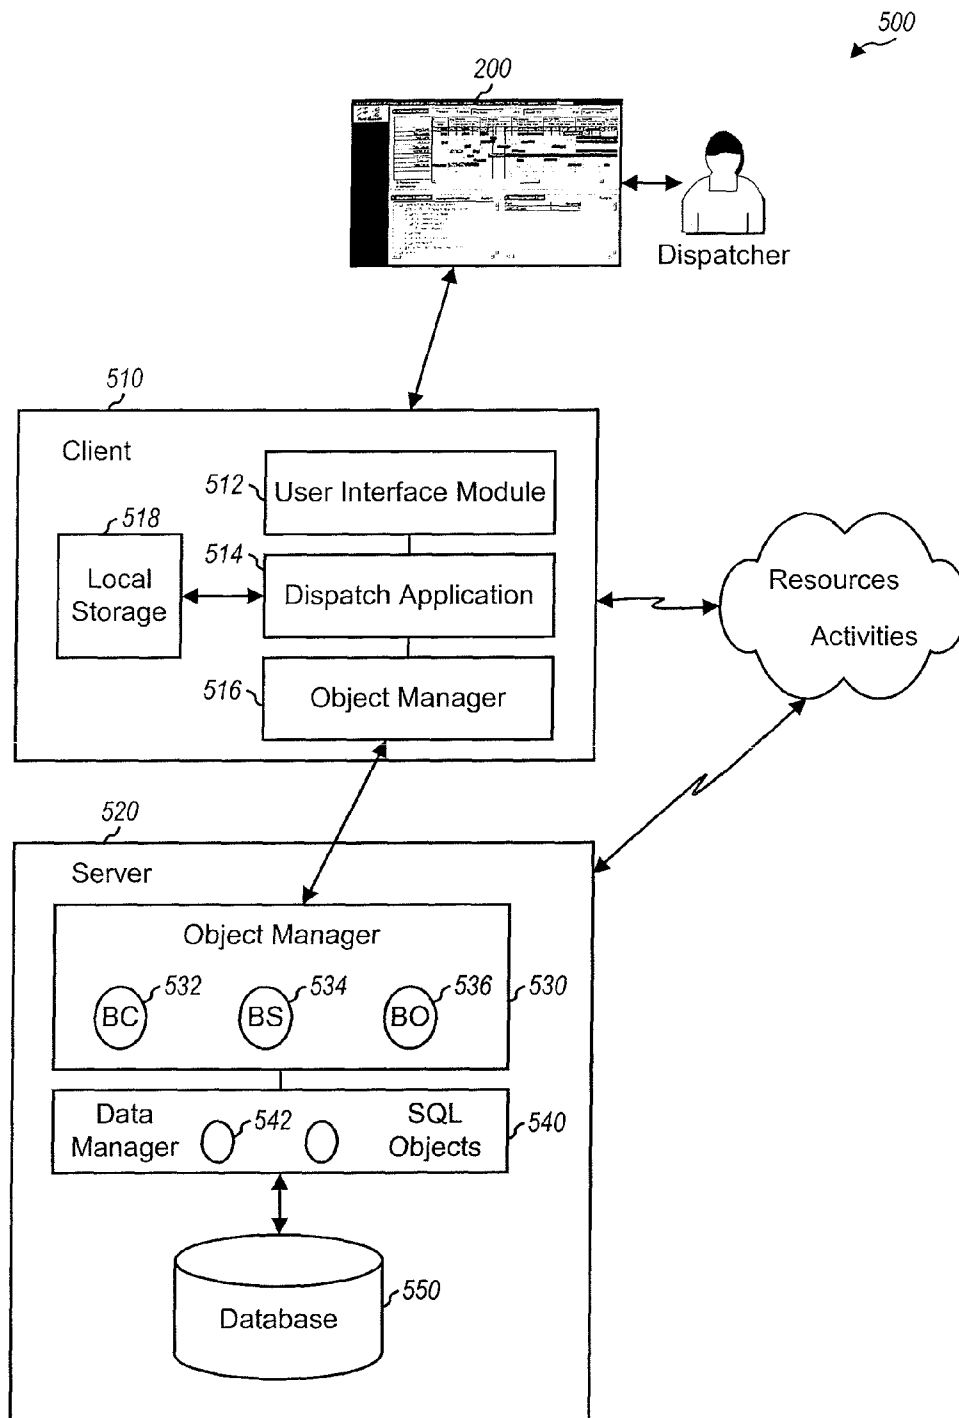 500
200
Dispatcher
510
Client
512
User Interface Module
518
514
Local
Storage
Dispatch Application
Resources
Activities
516
Object Manager
520
Server
Object Manager
532
534
536
530
BC
BS
BO
Data
Manager
542
SQL
Objects
540
550
Database